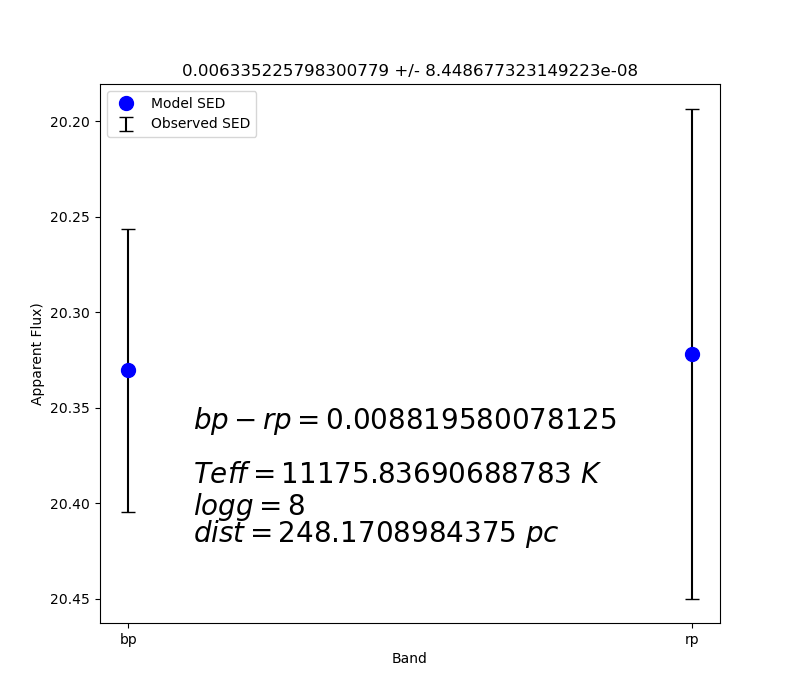 0.006335225798300779 +/- 8.448677323149223e-08
Model SED
Observed SED
20.20
20.25
20.30
20.35
20.40
20.45
Apparent Flux)
bp − rp = 0.008819580078125
Teff = 11175.83690688783 K
logg = 8
dist = 248.1708984375 pc
bp
rp
Band